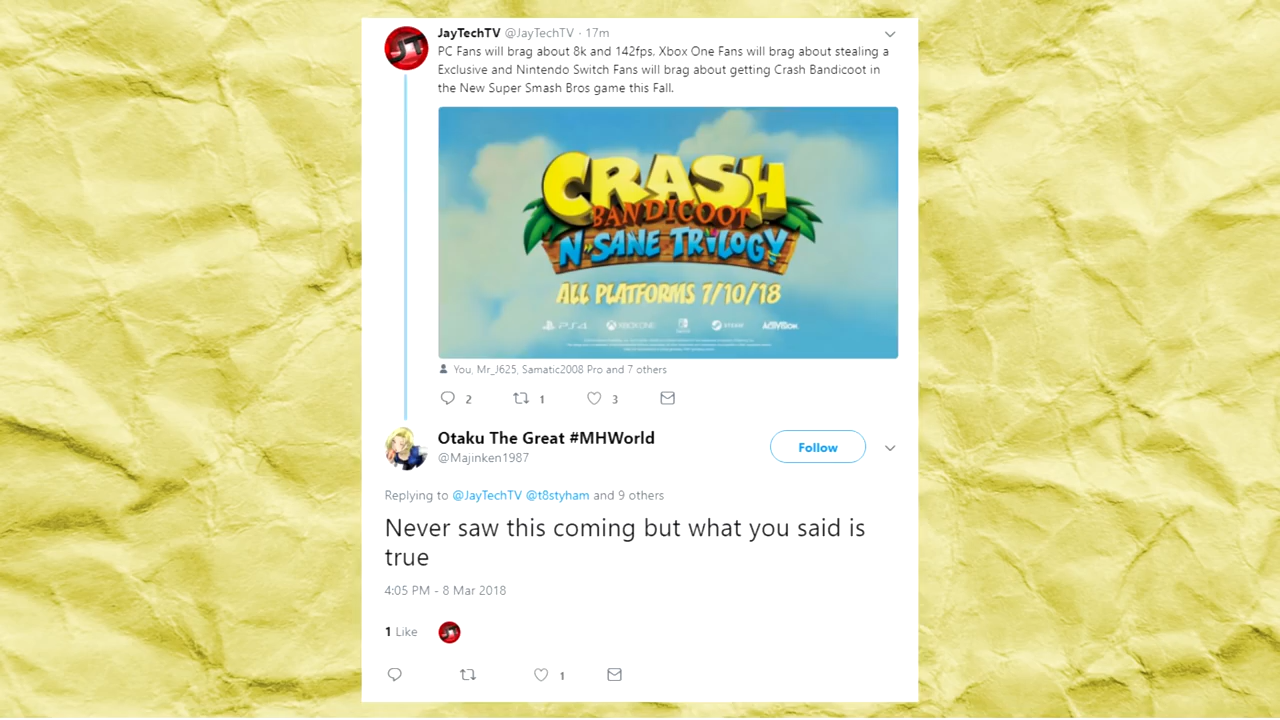 JayTechTV @JayTechTV · 17m
PC Fans will brag about 8k and 142fps. Xbox One Fans will brag about stealing a
Exclusive and Nintendo Switch Fans will brag about getting Crash Bandicoot in
the New Super Smash Bros game this Fall.
CRASH
BANDICOOT
N·SANE TRILOGY
ALL PLATFORMS 7/10/18
PS4 XBOX ONE STEAM ACTIVISION
You, Mr_J625, Samatic2008 Pro and 7 others
2 1 3
Otaku The Great #MHWorld
@Majinken1987
Follow
Replying to @JayTechTV @t8styham and 9 others
Never saw this coming but what you said is
true
4:05 PM - 8 Mar 2018
1 Like
JT
1